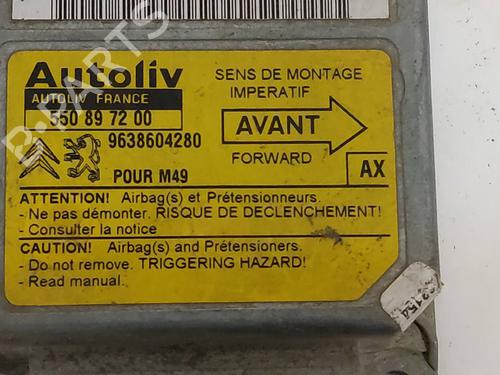 Autoliv
AUTOLIV FRANCE
550 89 72 00
9638604280
POUR M49
SENS DE MONTAGE
IMPERATIF
AVANT
FORWARD
AX
ATTENTION! Airbag(s) et Prétensionneurs.
- Ne pas démonter. RISQUE DE DECLENCHEMENT!
- Consulter la notice
CAUTION! Airbag(s) and Prétensioners.
- Do not remove. TRIGGERING HAZARD!
- Read manual.